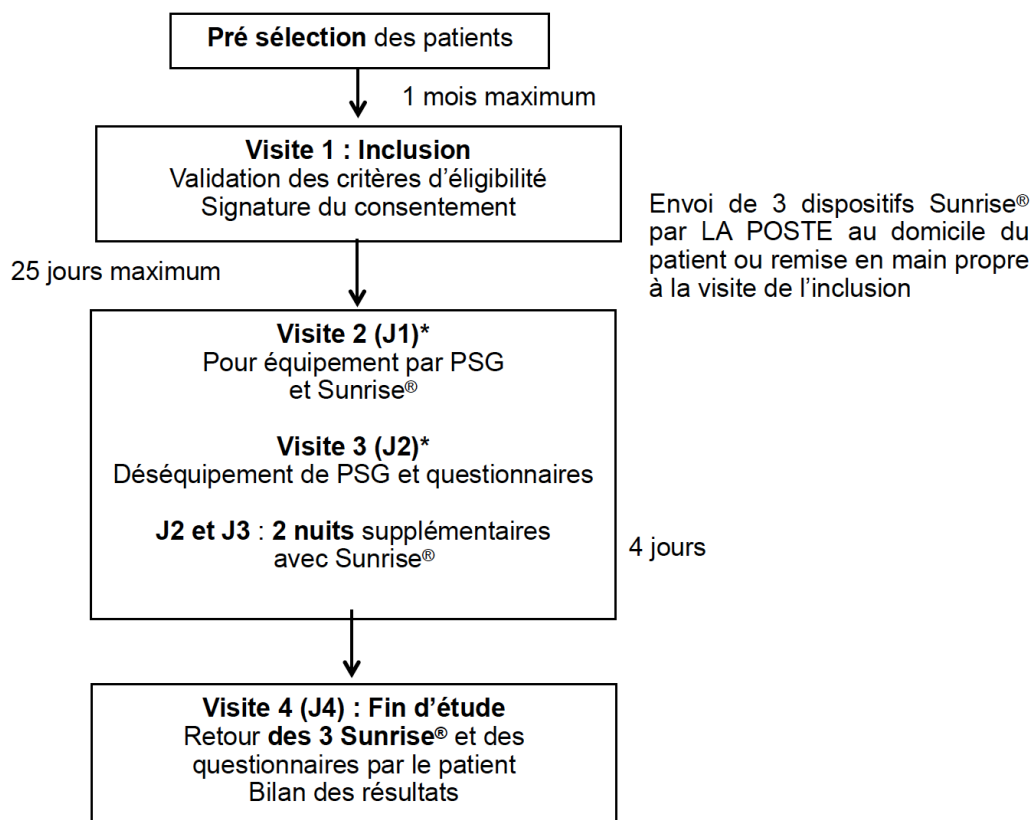 Pré sélection des patients
1 mois maximum
Visite 1 : Inclusion
Validation des critères d'éligibilité
Signature du consentement
Envoi de 3 dispositifs Sunrise®
par LA POSTE au domicile du
patient ou remise en main propre
à la visite de l'inclusion
25 jours maximum
Visite 2 (J1)*
Pour équipement par PSG
et Sunrise®
Visite 3 (J2)*
Déséquipement de PSG et questionnaires
J2 et J3 : 2 nuits supplémentaires
avec Sunrise®
4 jours
Visite 4 (J4) : Fin d'étude
Retour des 3 Sunrise® et des
questionnaires par le patient
Bilan des résultats